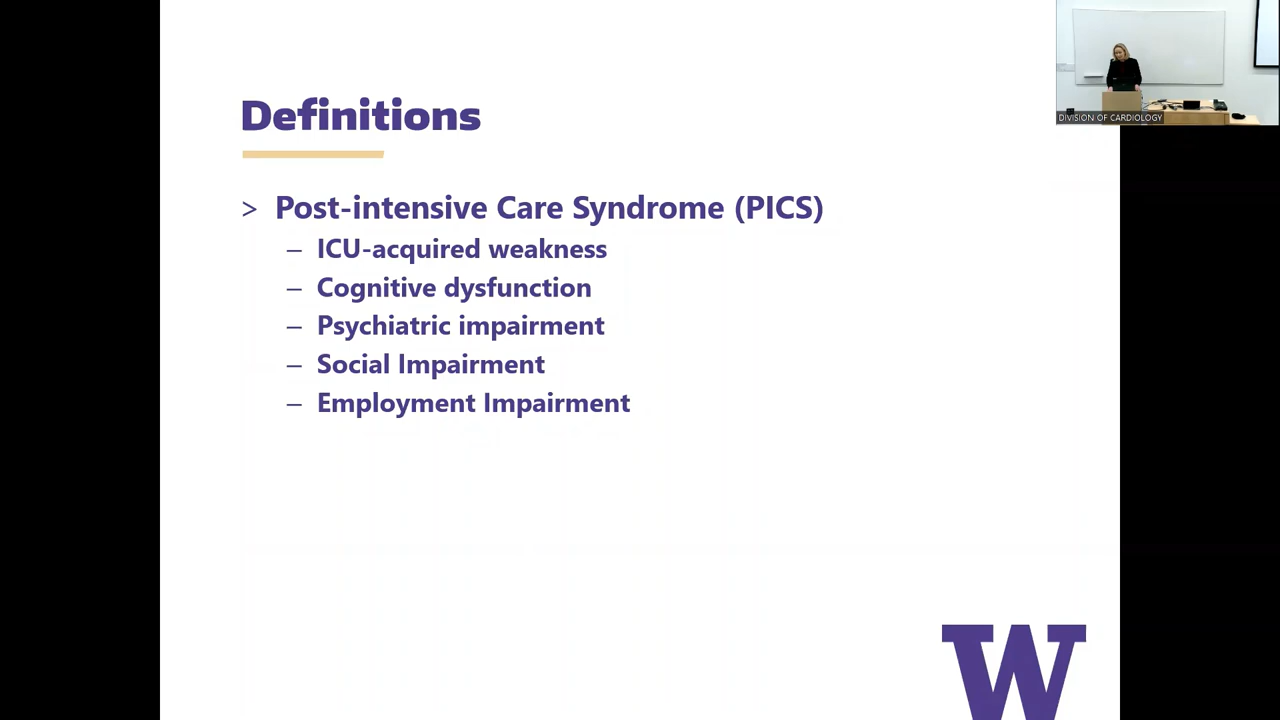 DIVISION OF CARDIOLOGY
Definitions
> Post-intensive Care Syndrome (PICS)
– ICU-acquired weakness
– Cognitive dysfunction
– Psychiatric impairment
– Social Impairment
– Employment Impairment
W